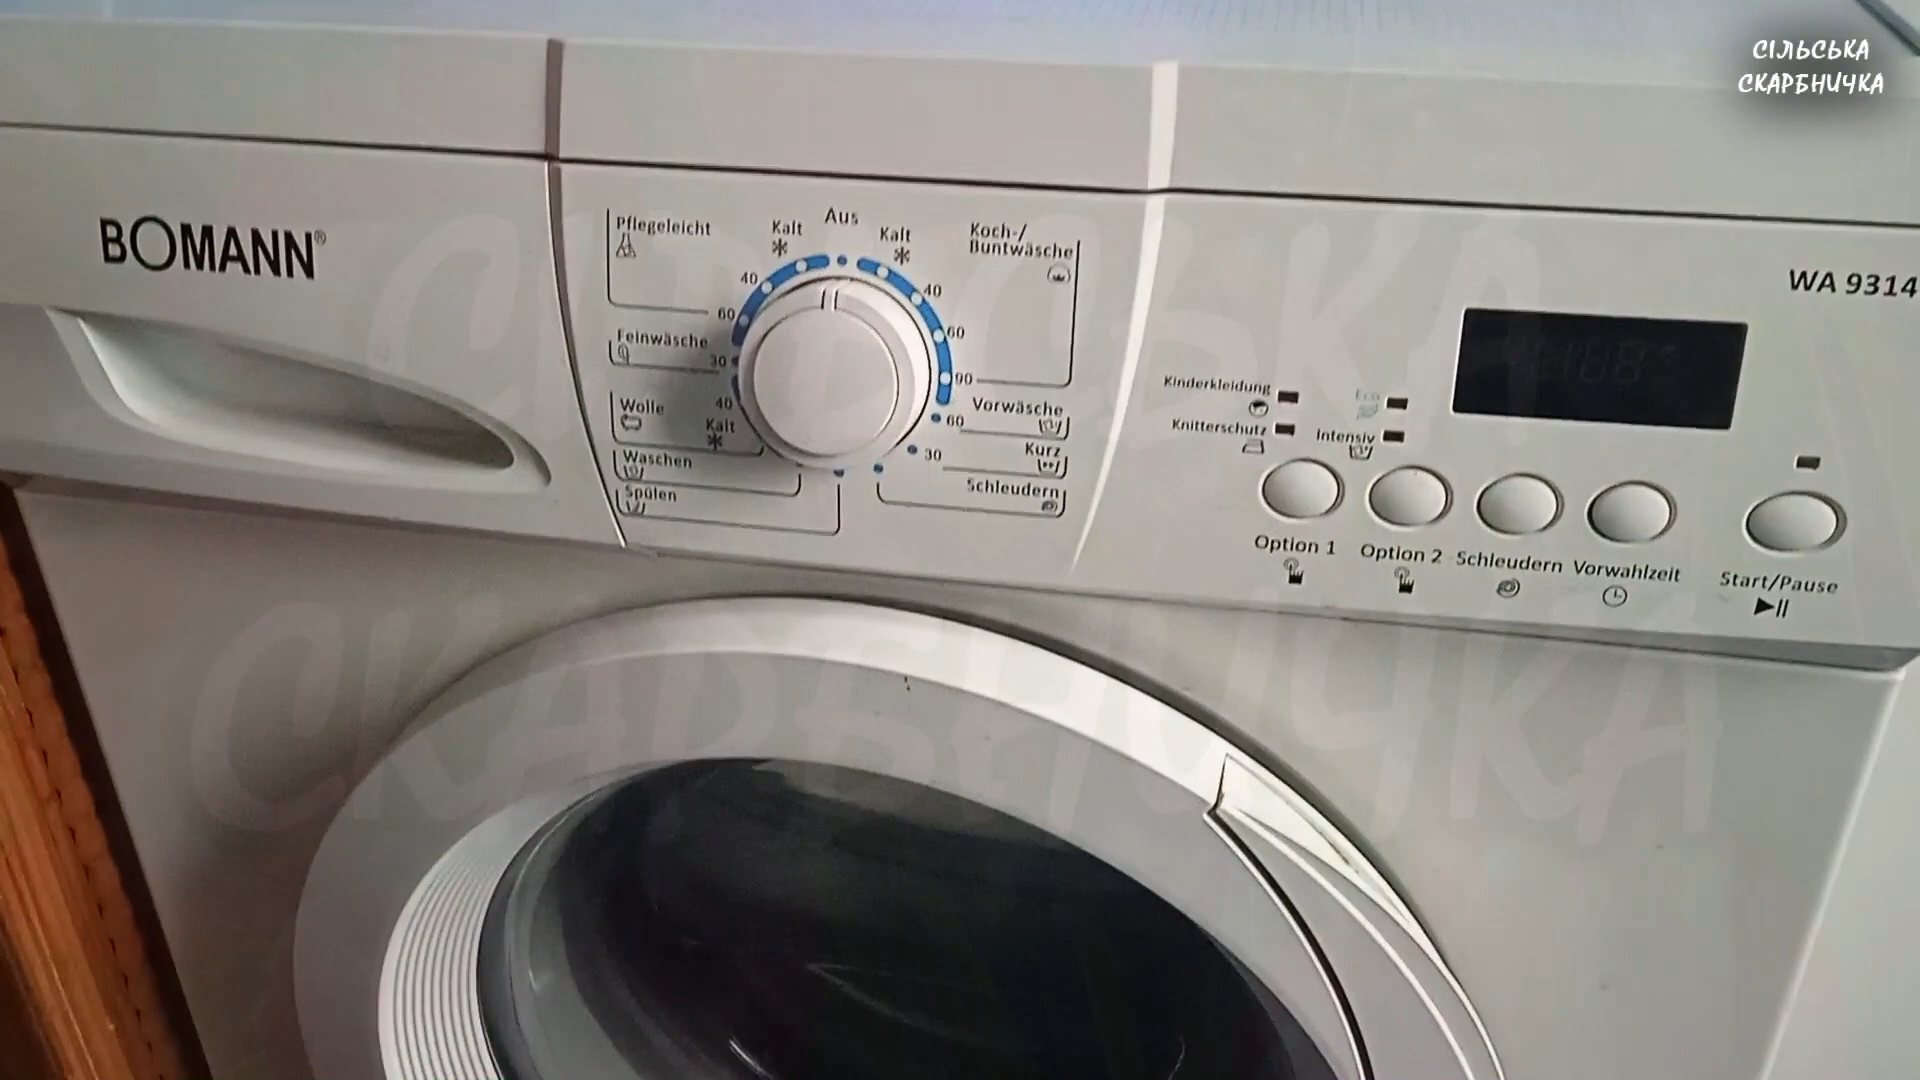 СІЛЬСЬКА
СКАРБНИЧКА
BOMANN®
Pflegeleicht
Kalt
Aus
Kalt
Koch-/
Buntwäsche
40
60
Feinwäsche
30
Wolle
40
Kalt
Waschen
Spülen
40
60
90
Vorwäsche
60
Kurz
30
Schleudern
WA 9314
Kinderkleidung
Eco
Knitterschutz
Intensiv
Option 1
Option 2
Schleudern
Vorwahlzeit
Start/Pause
СІЛЬСЬКА
СКАРБНИЧКА